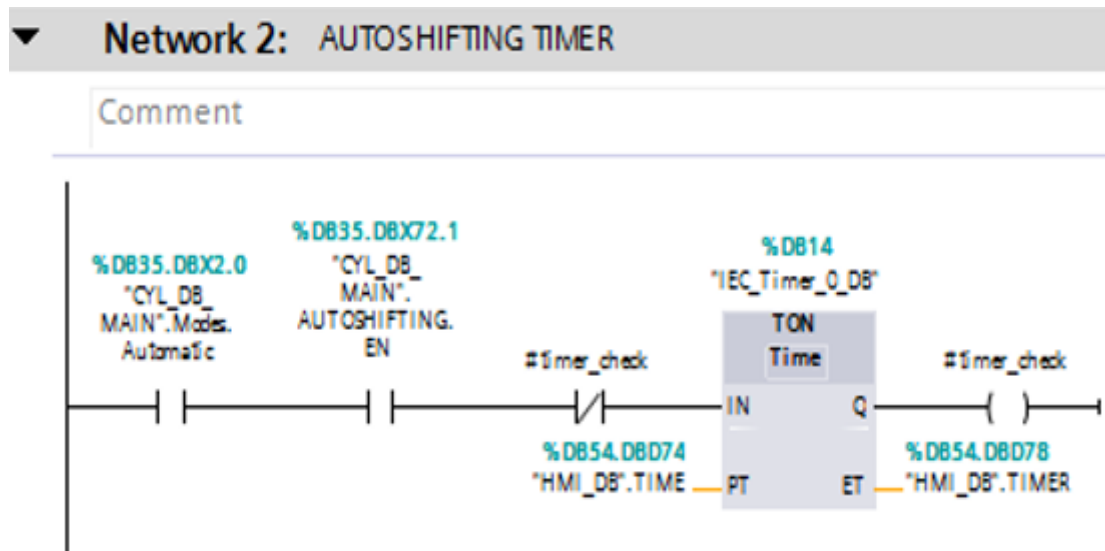 Network 2: AUTOSHIFTING TIMER
Comment
%DB35.DBX2.0
"CYL_DB_
MAIN".Modes.
Automatic
%DB35.DBX72.1
"CYL_DB_
MAIN".
AUTOSHIFTING.
EN
#timer_check
%DB14
"IEC_Timer_0_DB"
TON
Time
IN
Q
#timer_check
%DB54.DBD74
"HMI_DB".TIME
PT
ET
%DB54.DBD78
"HMI_DB".TIMER